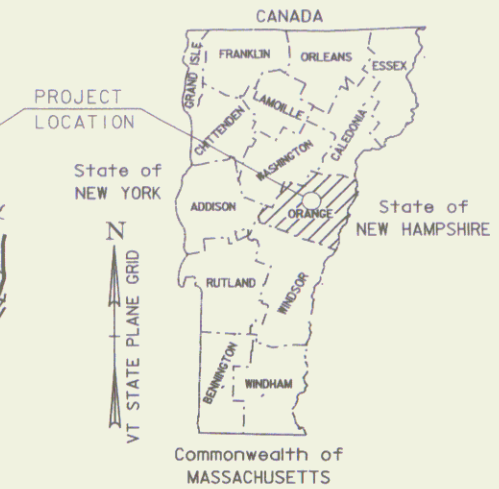 CANADA
GRAND ISLE
FRANKLIN
ORLEANS
ESSEX
PROJECT
LOCATION
CHITTENDEN
LAMOILLE
CALEDONIA
WASHINGTON
State of
NEW YORK
ADDISON
ORANGE
State of
NEW HAMPSHIRE
N
VT STATE PLANE GRID
RUTLAND
WINDSOR
BENNINGTON
WINDHAM
Commonwealth of
MASSACHUSETTS